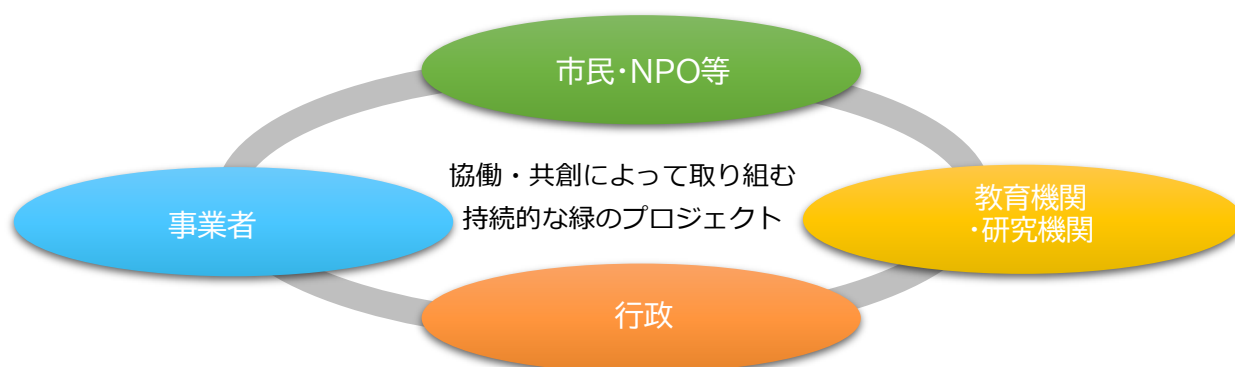 市民・NPO等
協働・共創によって取り組む
持続的な緑のプロジェクト
事業者
教育機関
・研究機関
行政